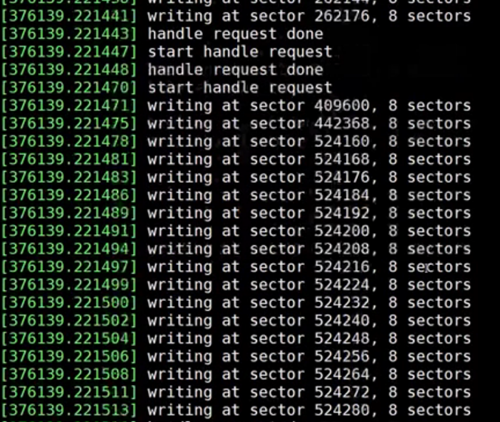 [376139.221441] writing at sector 262176, 8 sectors
[376139.221443] handle request done
[376139.221447] start handle request
[376139.221448] handle request done
[376139.221470] start handle request
[376139.221471] writing at sector 409600, 8 sectors
[376139.221475] writing at sector 442368, 8 sectors
[376139.221478] writing at sector 524160, 8 sectors
[376139.221481] writing at sector 524168, 8 sectors
[376139.221483] writing at sector 524176, 8 sectors
[376139.221486] writing at sector 524184, 8 sectors
[376139.221489] writing at sector 524192, 8 sectors
[376139.221491] writing at sector 524200, 8 sectors
[376139.221494] writing at sector 524208, 8 sectors
[376139.221497] writing at sector 524216, 8 sectors
[376139.221499] writing at sector 524224, 8 sectors
[376139.221500] writing at sector 524232, 8 sectors
[376139.221502] writing at sector 524240, 8 sectors
[376139.221504] writing at sector 524248, 8 sectors
[376139.221506] writing at sector 524256, 8 sectors
[376139.221508] writing at sector 524264, 8 sectors
[376139.221511] writing at sector 524272, 8 sectors
[376139.221513] writing at sector 524280, 8 sectors